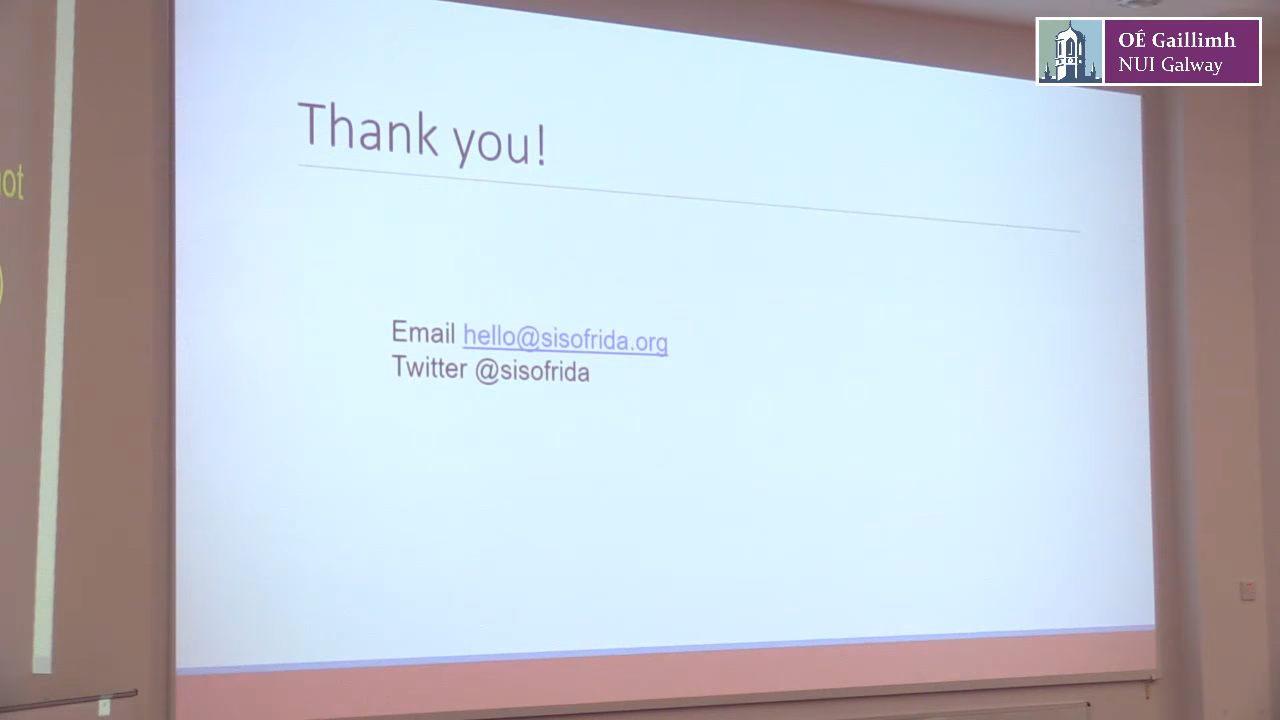 OÉ Gaillimh
NUI Galway
Thank you!
Email hello@sisofrida.org
Twitter @sisofrida